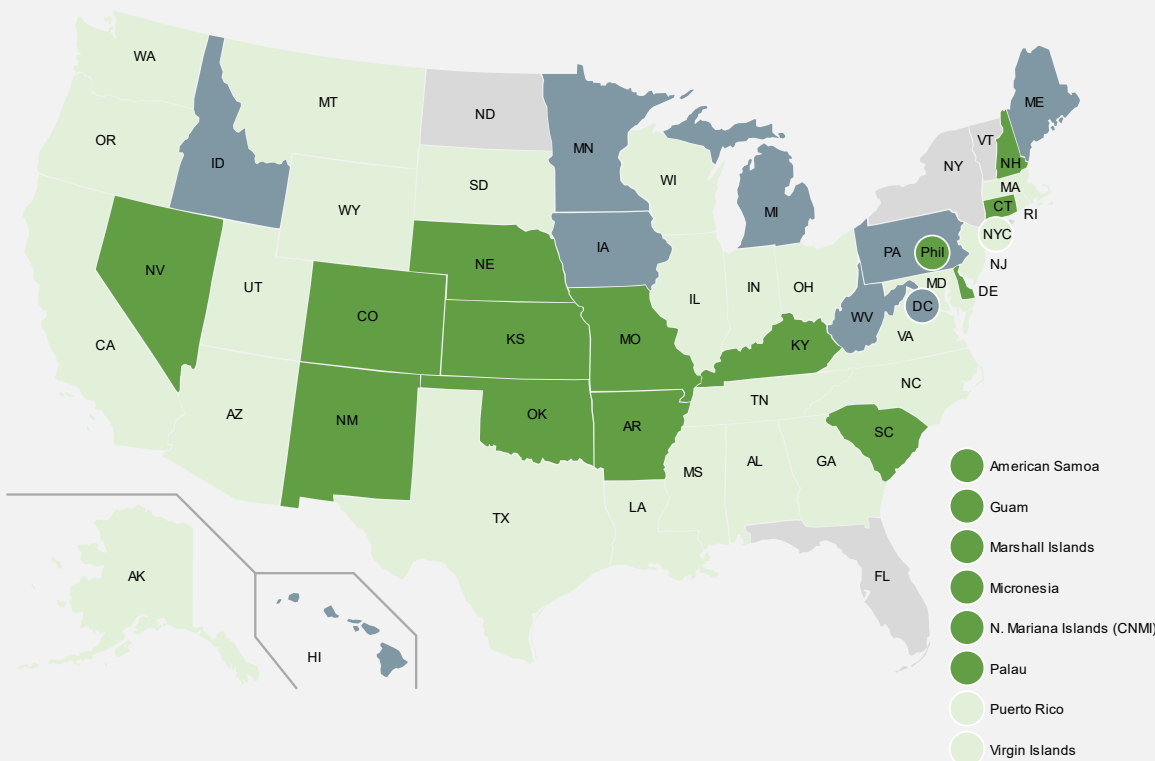 WA
MT
ND
MN
ME
OR
ID
SD
WI
MI
NY
VT
NH
MA
CT
RI
WY
NYC
NV
UT
NE
IA
PA
Phil
NJ
CA
CO
KS
MO
IL
IN
OH
WV
DC
MD
DE
VA
KY
AZ
NM
OK
AR
TN
NC
SC
TX
LA
MS
AL
GA
FL
AK
HI
American Samoa
Guam
Marshall Islands
Micronesia
N. Mariana Islands (CNMI)
Palau
Puerto Rico
Virgin Islands